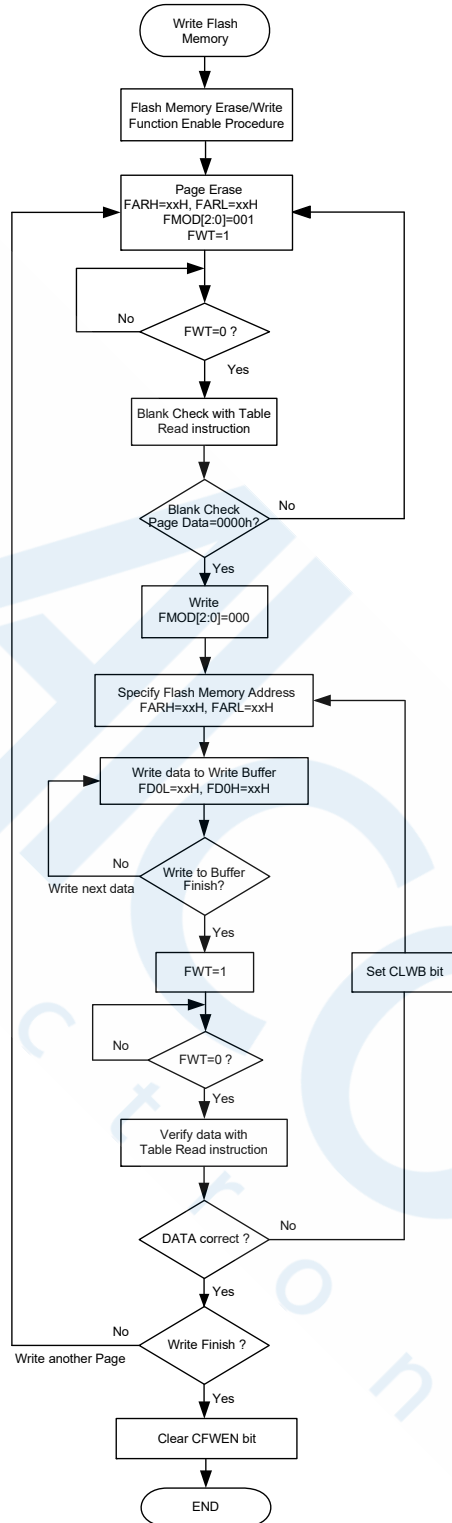 Write Flash
Memory
Flash Memory Erase/Write
Function Enable Procedure
Page Erase
FARH=xxH, FARL=xxH
FMOD[2:0]=001
FWT=1
No
FWT=0 ?
Yes
Blank Check with Table
Read instruction
Blank Check
Page Data=0000h?
No
Yes
Write
FMOD[2:0]=000
Specify Flash Memory Address
FARH=xxH, FARL=xxH
Write data to Write Buffer
FD0L=xxH, FD0H=xxH
No
Write to Buffer
Finish?
Write next data
Yes
FWT=1
Set CLWB bit
No
FWT=0 ?
Yes
Verify data with
Table Read instruction
DATA correct ?
No
Yes
No
Write Finish ?
Write another Page
Yes
Clear CFWEN bit
END
c t r o n